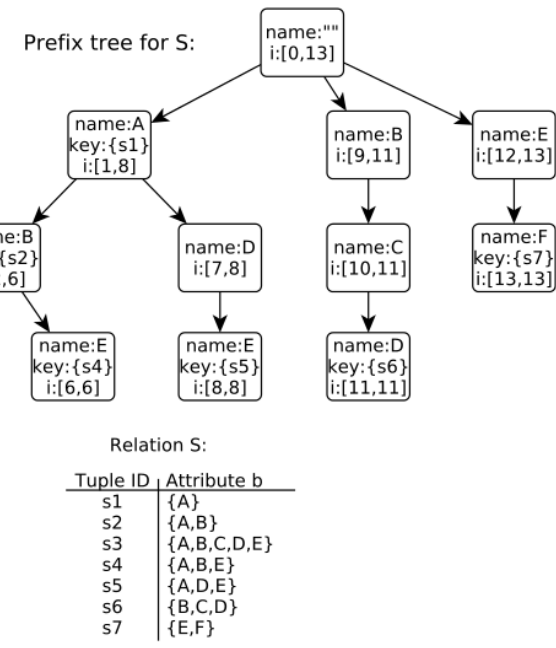 Prefix tree for S:
name:""
i:[0,13]
name:A
key:{s1}
i:[1,8]
name:B
i:[9,11]
name:E
i:[12,13]
e:B
{s2}
,6]
name:D
i:[7,8]
name:C
i:[10,11]
name:F
key:{s7}
i:[13,13]
name:E
key:{s4}
i:[6,6]
name:E
key:{s5}
i:[8,8]
name:D
key:{s6}
i:[11,11]
Relation S:
Tuple ID Attribute b
s1 {A}
s2 {A,B}
s3 {A,B,C,D,E}
s4 {A,B,E}
s5 {A,D,E}
s6 {B,C,D}
s7 {E,F}